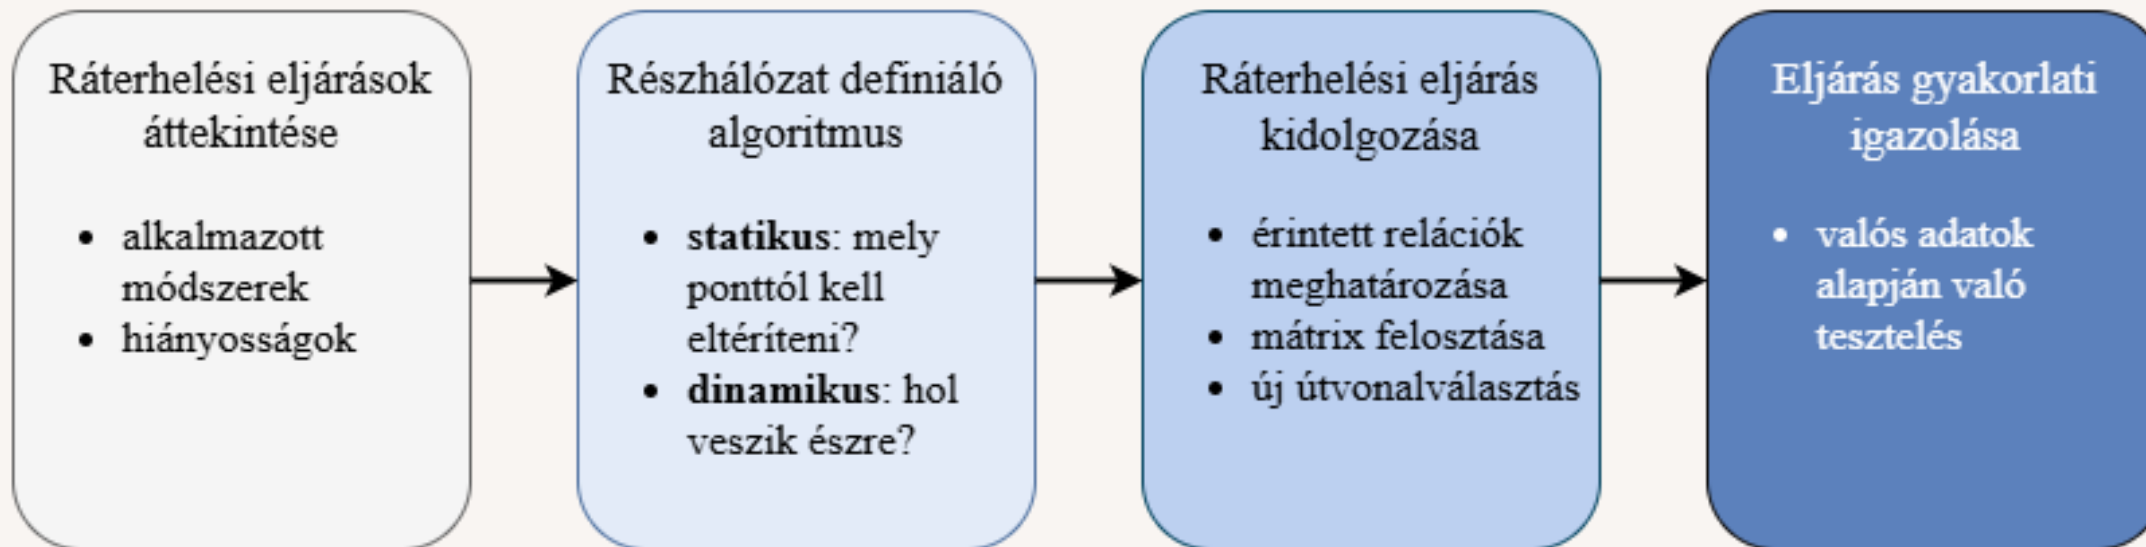 Ráterhelési eljárások
áttekintése
• alkalmazott
módszerek
• hiányosságok
Részhálózat definiáló
algoritmus
• statikus: mely
ponttól kell
eltéríteni?
• dinamikus: hol
veszik észre?
Ráterhelési eljárás
kidolgozása
• érintett relációk
meghatározása
• mátrix felosztása
• új útvonalválasztás
Eljárás gyakorlati
igazolása
• valós adatok
alapján való
tesztelés